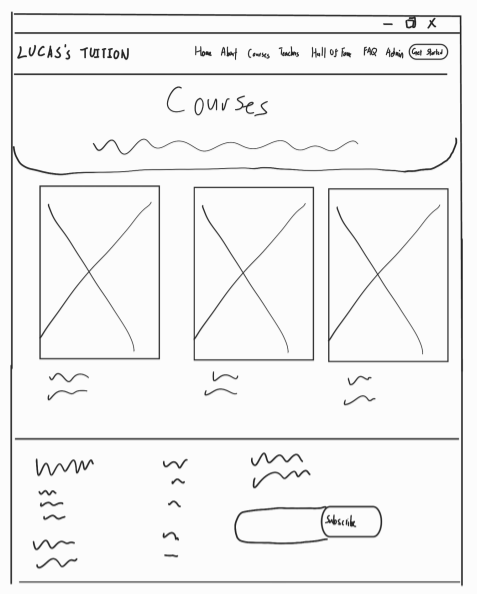 LUCAS's TUITION
Home About Courses Teachers Hall Of Fame FAQ Admin Get Started
Courses
Subscribe